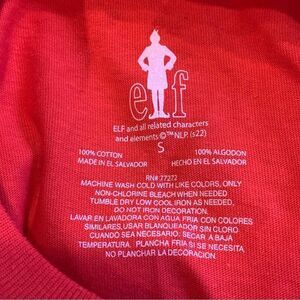 elf
ELF and all related characters
and elements ©™ NLP. (s22)
S
100% COTTON
MADE IN EL SALVADOR
100% ALGODON
HECHO EN EL SALVADOR
RN# 77272
MACHINE WASH COLD WITH LIKE COLORS, ONLY
NON-CHLORINE BLEACH WHEN NEEDED.
TUMBLE DRY LOW COOL IRON AS NEEDED,
DO NOT IRON DECORATION.
LAVAR EN LAVADORA CON AGUA FRIA CON COLORES
SIMILARES, USAR BLANQUEADOR SIN CLORO
CUANDO SEA NECESARIO; SECAR A BAJA
TEMPERATURA. PLANCHA FRIA SI SE NECESITA
NO PLANCHAR LA DECORACION.